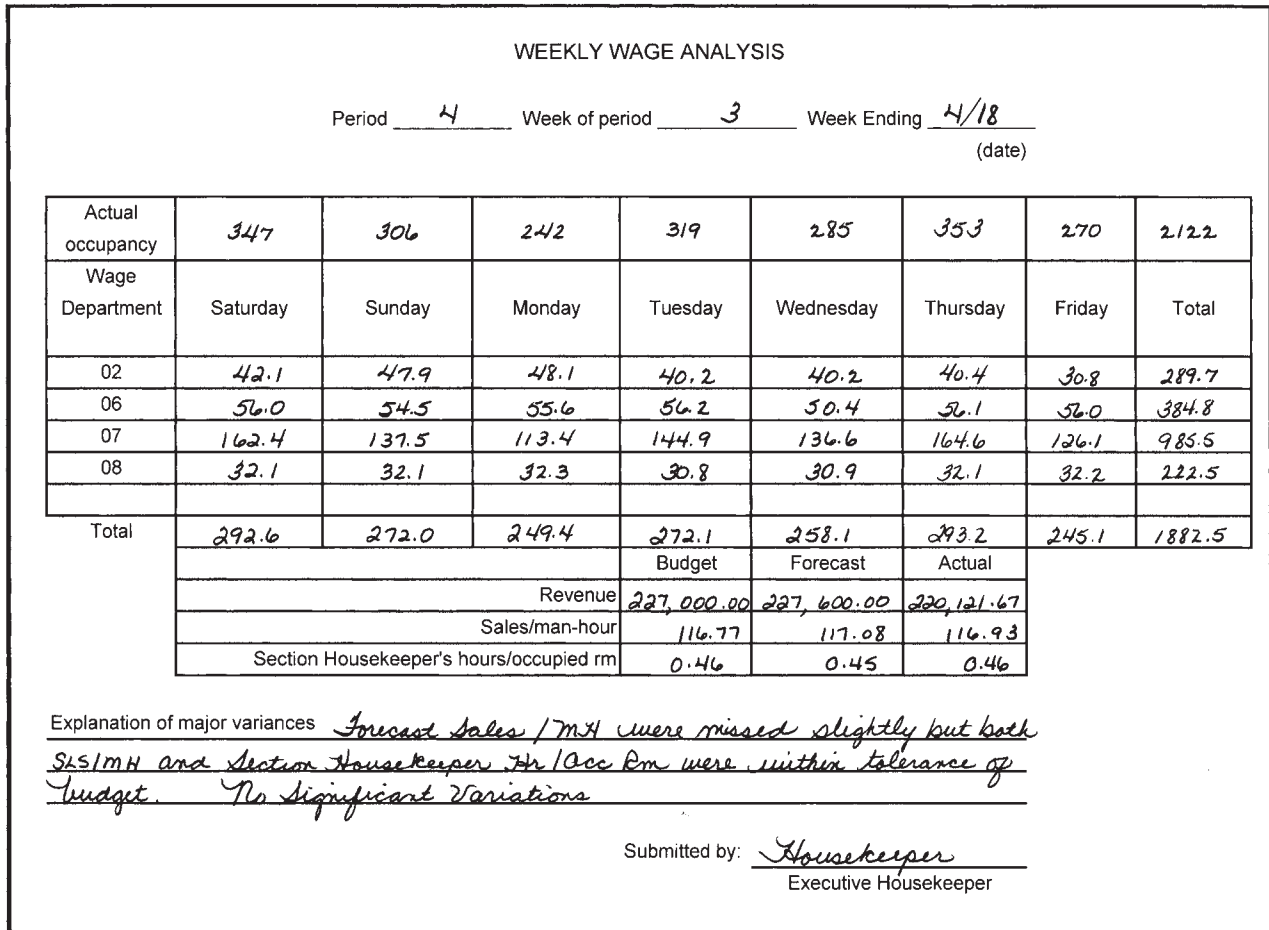 WEEKLY WAGE ANALYSIS
Period 4 Week of period 3 Week Ending 4/18
(date)
Actual occupancy 347 306 242 319 285 353 270 2122
Wage Department Saturday Sunday Monday Tuesday Wednesday Thursday Friday Total
02 42.1 47.9 48.1 40.2 40.2 40.4 30.8 289.7
06 56.0 54.5 55.6 56.2 50.4 56.1 56.0 384.8
07 162.4 137.5 113.4 144.9 136.6 164.6 126.1 985.5
08 32.1 32.1 32.3 30.8 30.9 32.1 32.2 222.5
Total 292.6 272.0 249.4 272.1 258.1 293.2 245.1 1882.5
Budget Forecast Actual
Revenue 227,000.00 227,600.00 220,121.67
Sales/man-hour 116.77 117.08 116.93
Section Housekeeper's hours/occupied rm 0.46 0.45 0.46
Explanation of major variances Forecast Sales/MH were missed slightly but both
SLS/MH and Section Housekeeper Hr/Occ Rm were within tolerance of
budget. No Significant Variations
Submitted by: Housekeeper
Executive Housekeeper